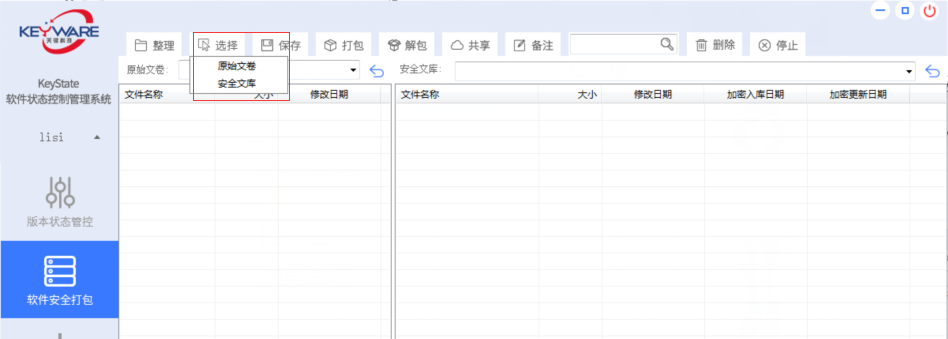 KEYWARE
天键科技
整理 选择 保存 打包 解包 共享 备注 删除 停止
原始文卷
安全文库
原始文卷: 安全文库:
文件名称 大小 修改日期 文件名称 大小 修改日期 加密入库日期 加密更新日期
KeyState
软件状态控制管理系统
lisi
版本状态管控
软件安全打包